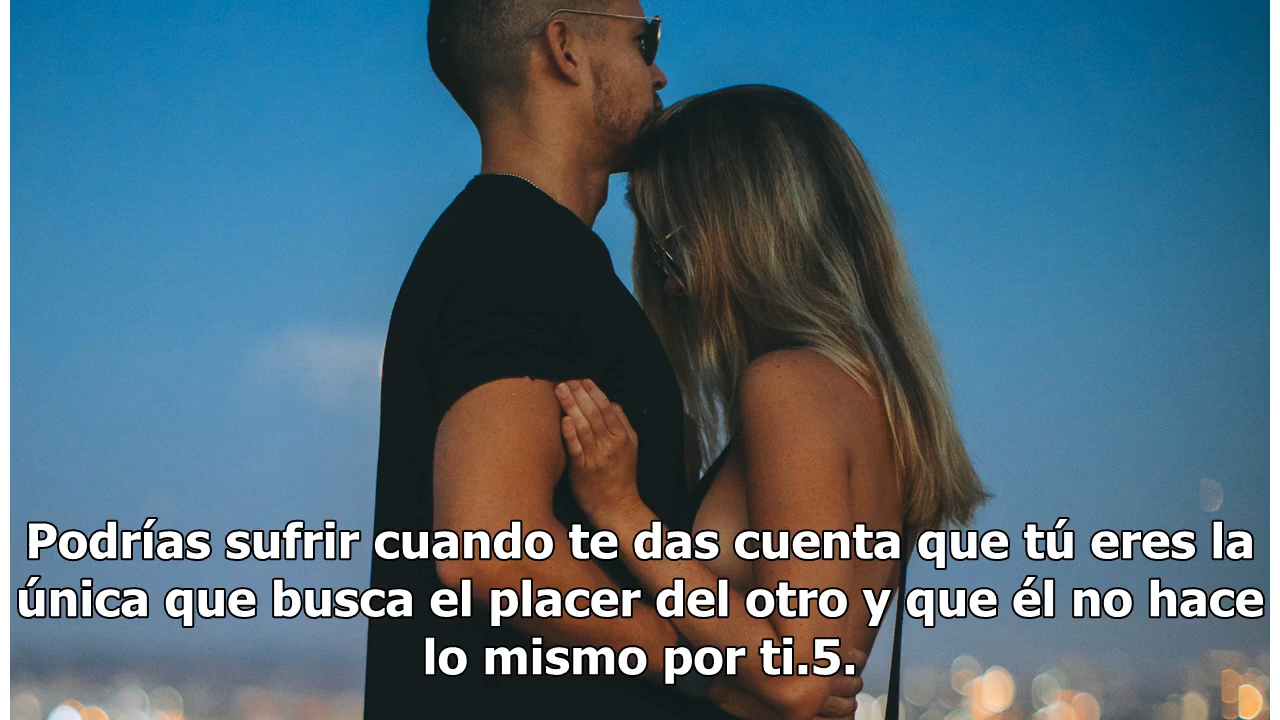 Podrías sufrir cuando te das cuenta que tú eres la
única que busca el placer del otro y que él no hace
lo mismo por ti.5.